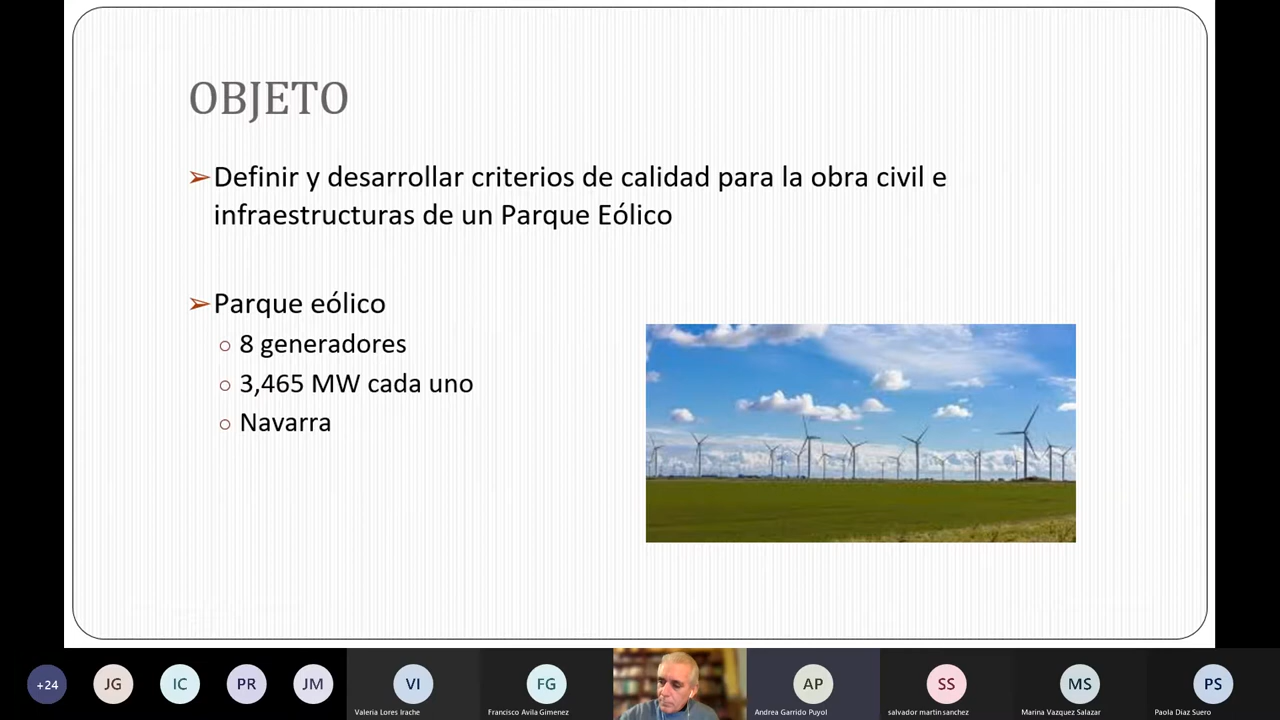 OBJETO
➢Definir y desarrollar criterios de calidad para la obra civil e
infraestructuras de un Parque Eólico
➢Parque eólico
○ 8 generadores
○ 3,465 MW cada uno
○ Navarra
+24
JG
IC
PR
JM
VI
Valeria Lores Irache
FG
Francisco Avila Gimenez
AP
Andrea Garrido Puyol
SS
salvador martin sanchez
MS
Marina Vazquez Salazar
PS
Paola Diaz Suero